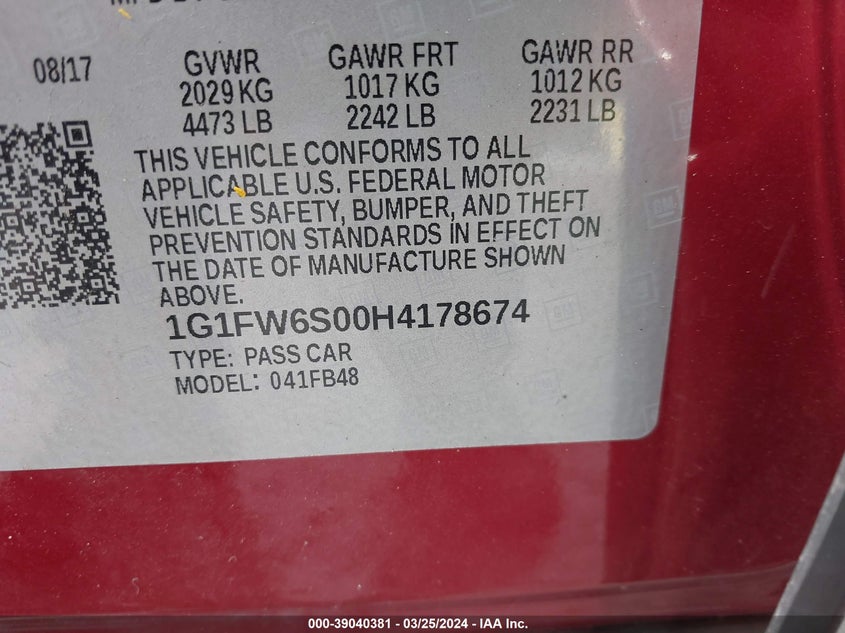 08/17
GVWR
2029 KG
4473 LB
GAWR FRT
1017 KG
2242 LB
GAWR RR
1012 KG
2231 LB
THIS VEHICLE CONFORMS TO ALL
APPLICABLE U.S. FEDERAL MOTOR
VEHICLE SAFETY, BUMPER, AND THEFT
PREVENTION STANDARDS IN EFFECT ON
THE DATE OF MANUFACTURE SHOWN
ABOVE.
1G1FW6S00H4178674
TYPE: PASS CAR
MODEL: 041FB48
000-39040381 - 03/25/2024 - IAA Inc.